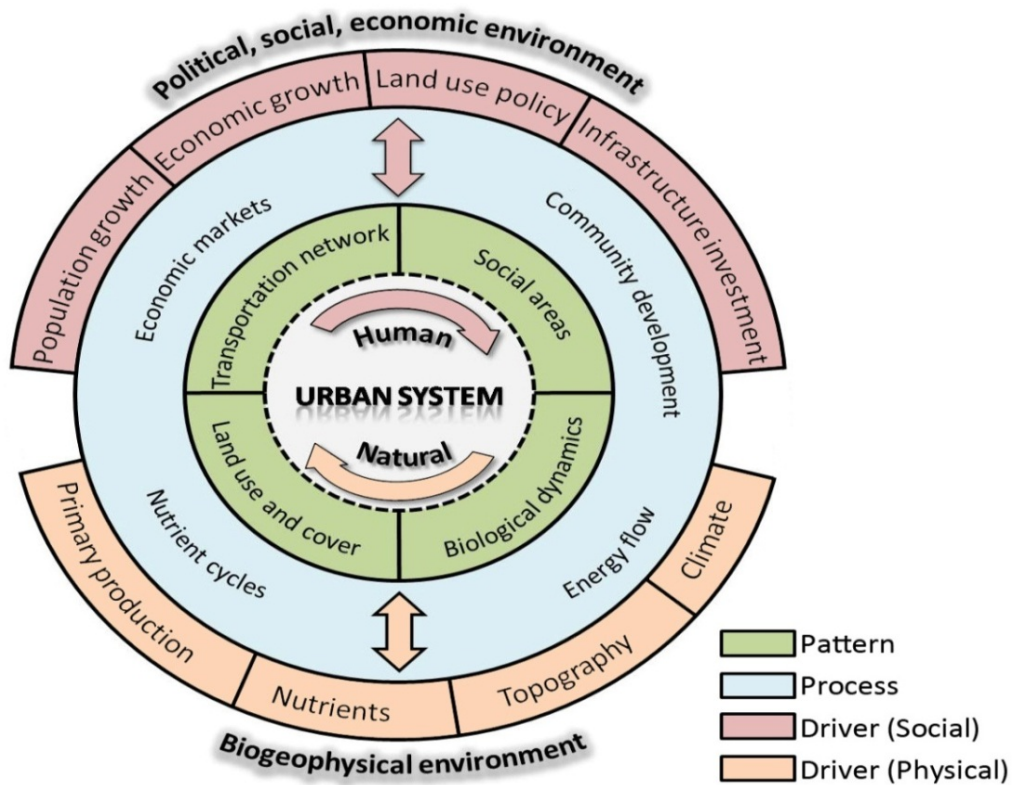 Political, social, economic environment
Population growth
Economic growth
Land use policy
Infrastructure investment
Economic markets
Community development
Transportation network
Social areas
Human
URBAN SYSTEM
Natural
Land use and cover
Biological dynamics
Nutrient cycles
Energy flow
Primary production
Nutrients
Topography
Climate
Biogeophysical environment
Pattern
Process
Driver (Social)
Driver (Physical)